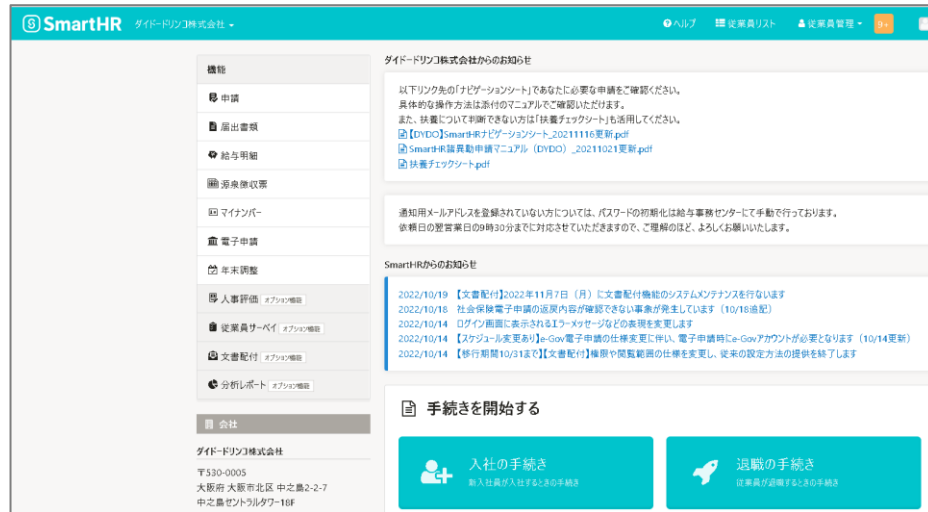 SmartHR ダイドードリンコ株式会社
ヘルプ 従業員リスト 従業員管理 9+
機能
申請
届出書類
給与明細
源泉徴収票
マイナンバー
電子申請
年末調整
人事評価 オプション機能
従業員サーベイ オプション機能
文書配付 オプション機能
分析レポート オプション機能
会社
ダイドードリンコ株式会社
〒530-0005
大阪府 大阪市北区 中之島2-2-7
中之島セントラルタワー18F
ダイドードリンコ株式会社からのお知らせ
以下リンク先の「ナビゲーションシート」であなたに必要な申請をご確認ください。
具体的な操作方法は添付のマニュアルでご確認いただけます。
また、扶養について判断できない方は「扶養チェックシート」も活用してください。
【DYDO】SmartHRナビゲーションシート_20211116更新.pdf
SmartHR諸異動申請マニュアル（DYDO）_20211021更新.pdf
扶養チェックシート.pdf
通知用メールアドレスを登録されていない方については、パスワードの初期化は給与事務センターにて手動で行っております。
依頼日の翌営業日の9時30分までに対応させていただきますので、ご理解のほど、よろしくお願いいたします。
SmartHRからのお知らせ
2022/10/19 【文書配付】2022年11月7日（月）に文書配付機能のシステムメンテナンスを行ないます
2022/10/18 社会保険電子申請の返戻内容が確認できない事象が発生しています（10/18追記）
2022/10/14 ログイン画面に表示されるエラーメッセージなどの表現を変更します
2022/10/14 【スケジュール変更あり】e-Gov電子申請の仕様変更に伴い、電子申請時にe-Govアカウントが必要となります（10/14更新）
2022/10/14 【移行期間10/31まで】【文書配付】権限や閲覧範囲の仕様を変更し、従来の設定方法の提供を終了します
手続きを開始する
入社の手続き
新入社員が入社するときの手続き
退職の手続き
従業員が退職するときの手続き